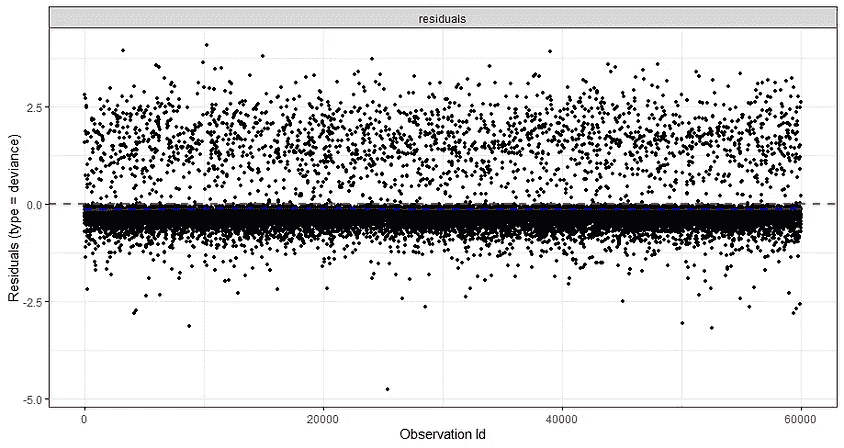 residuals
Residuals (type = deviance)
2.5
0.0
-2.5
-5.0
0
20000
40000
60000
Observation Id